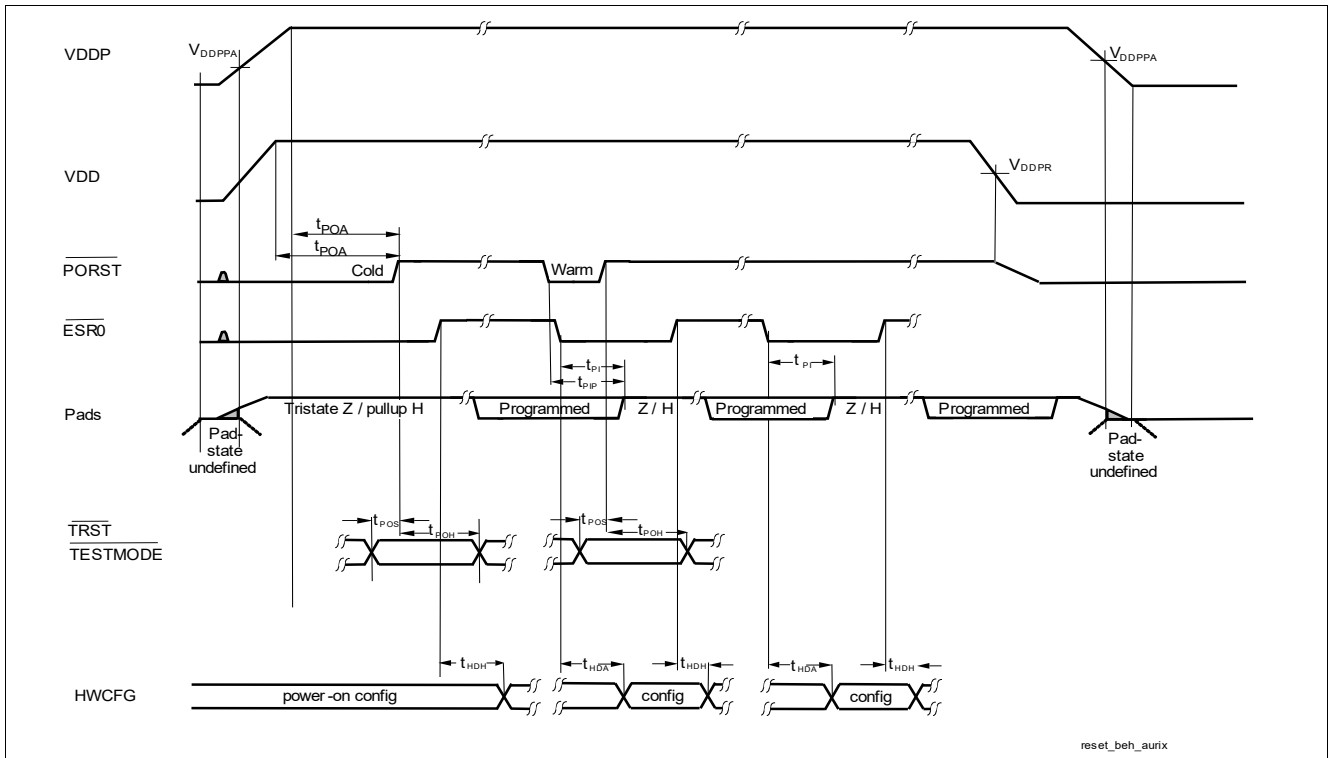 VDDP
VDDPPA
VDDPPA
VDD
VDDPR
tPOA
tPOA
PORST
Cold
Warm
ESR0
tPI
tPI
tPIP
Pads
Tristate Z / pullup H
Programmed
Z / H
Programmed
Z / H
Programmed
Pad-
state
undefined
Pad-
state
undefined
TRST
TESTMODE
tPOS
tPOH
tPOS
tPOH
tHDH
tHDA
tHDH
tHDA
tHDH
HWCFG
power-on config
config
config
reset_beh_aurix